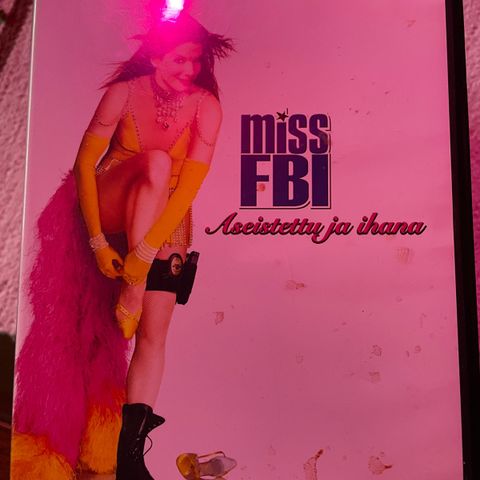 miss
FBI
Aseistettu ja ihana